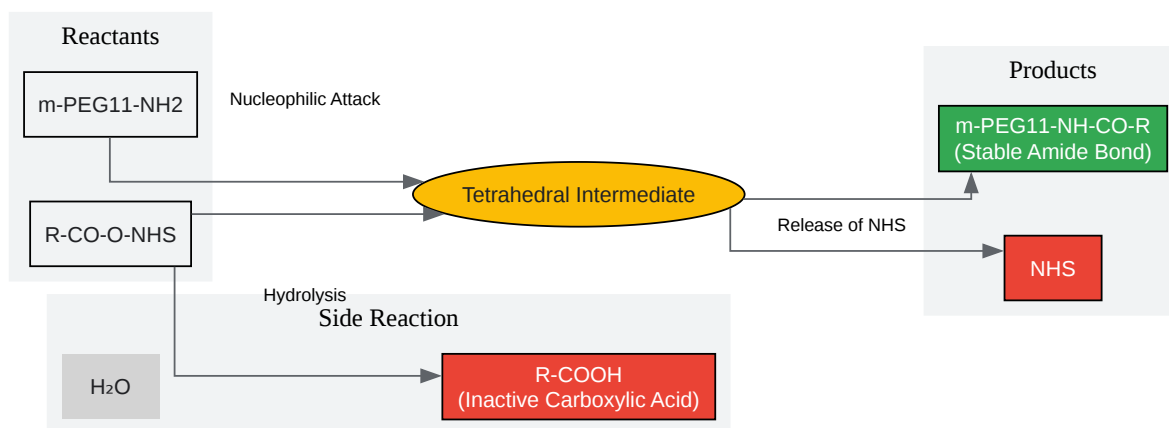 Reactants
m-PEG11-NH2
Nucleophilic Attack
R-CO-O-NHS
Tetrahedral Intermediate
Products
m-PEG11-NH-CO-R
(Stable Amide Bond)
Release of NHS
NHS
Hydrolysis
Side Reaction
H₂O
R-COOH
(Inactive Carboxylic Acid)